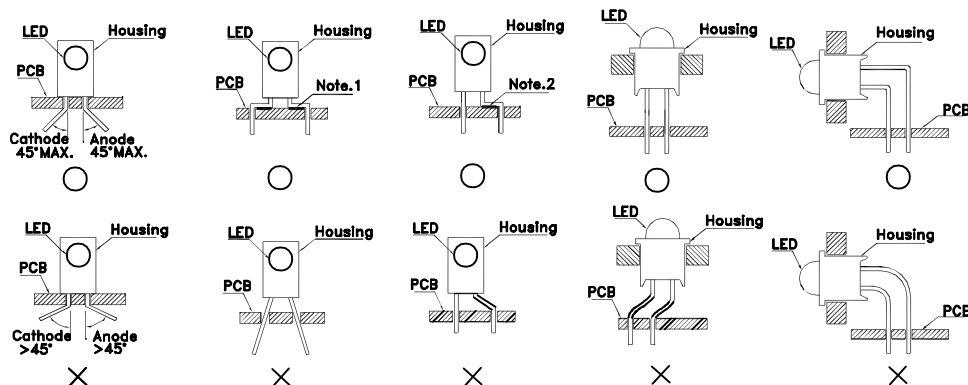 LED
Housing
PCB
Cathode
45°MAX.
Anode
45°MAX.
LED
Housing
PCB
Note.1
LED
Housing
PCB
Note.2
LED
Housing
PCB
LED
Housing
PCB
LED
Housing
PCB
Cathode
>45°
Anode
>45°
LED
Housing
PCB
LED
Housing
PCB
LED
Housing
PCB
LED
Housing
PCB